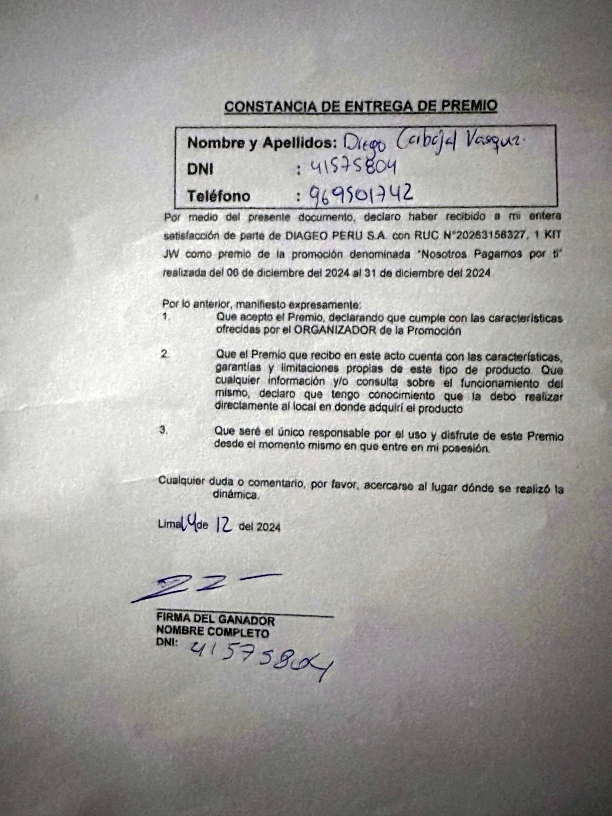 CONSTANCIA DE ENTREGA DE PREMIO
Nombre y Apellidos: Diego Carbajal Vasquz.
DNI : 41575804
Teléfono : 969501742
Por medio del presente documento, declaro haber recibido a mi entera
satisfacción de parte de DIAGEO PERU S.A. con RUC N°20263158327, 1 KIT
JW como premio de la promoción denominada "Nosotros Pagamos por ti"
realizada del 06 de diciembre del 2024 al 31 de diciembre del 2024
Por lo anterior, manifiesto expresamente:
1. Que acepto el Premio, declarando que cumple con las características
ofrecidas por el ORGANIZADOR de la Promoción
2. Que el Premio que recibo en este acto cuenta con las características,
garantías y limitaciones propias de este tipo de producto. Que
cualquier información y/o consulta sobre el funcionamiento del
mismo, declaro que tengo conocimiento que la debo realizar
directamente al local en donde adquirí el producto
3. Que seré el único responsable por el uso y disfrute de este Premio
desde el momento mismo en que entre en mi posesión.
Cualquier duda o comentario, por favor, acercarse al lugar dónde se realizó la
dinámica.
Lima 14 de 12 del 2024
FIRMA DEL GANADOR
NOMBRE COMPLETO
DNI: 41575804